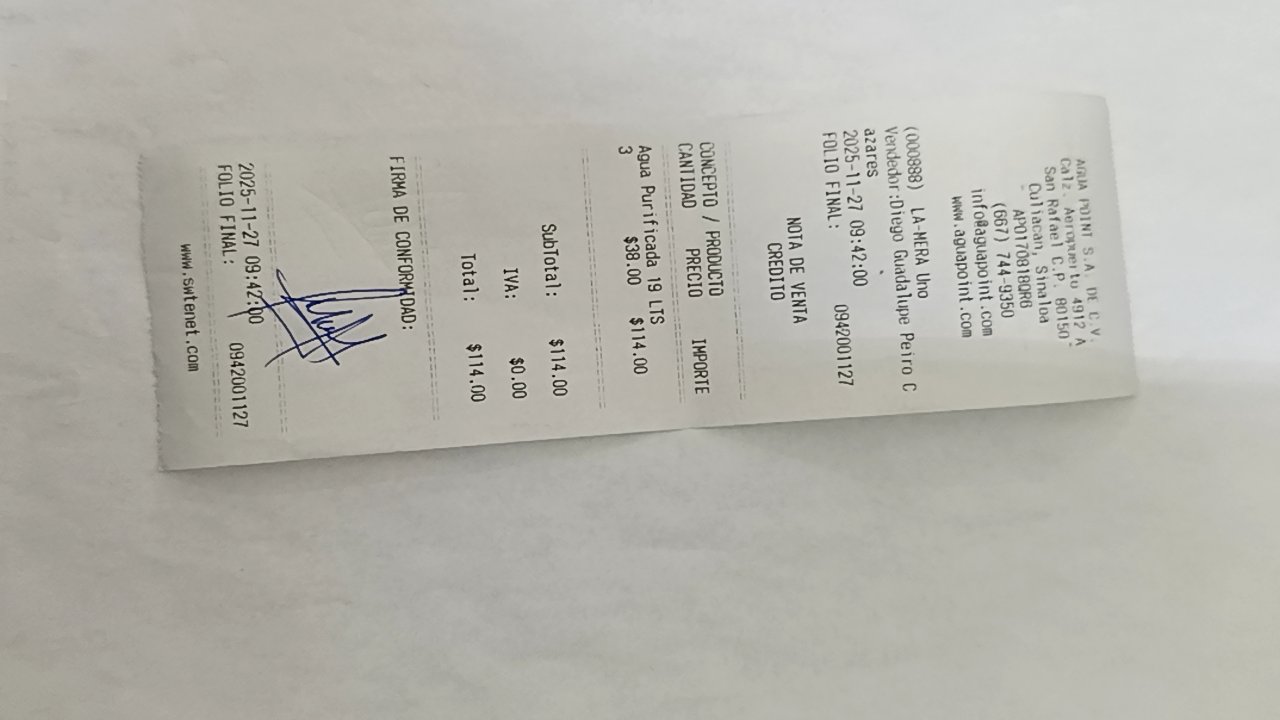 AGUA POINT S.A. DE C.V.
Calz. Aeropuerto 4912 A
San Rafael C.P. 80150-
Culiacan, Sinaloa
APO170818QR6
(667) 744-9350
info@aguapoint.com
www.aguapoint.com
(000888) LA-MERA Uno
Vendedor:Diego Guadalupe Peiro C
azares
2025-11-27 09:42:00
FOLIO FINAL: 0942001127
NOTA DE VENTA
CREDITO
CONCEPTO / PRODUCTO
CANTIDAD PRECIO IMPORTE
Agua Purificada 19 LTS
3 $38.00 $114.00
SubTotal: $114.00
IVA: $0.00
Total: $114.00
FIRMA DE CONFORMIDAD:
2025-11-27 09:42:00
FOLIO FINAL: 0942001127
www.swtenet.com